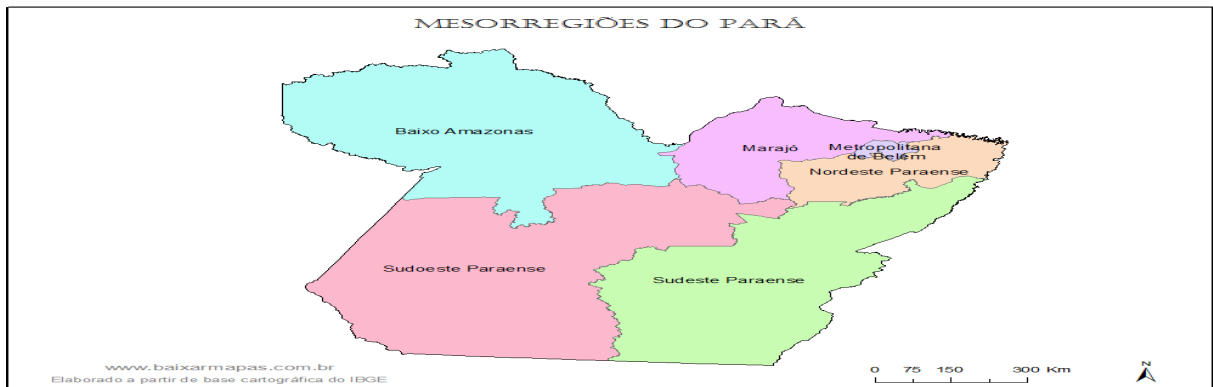 MESORREGIÕES DO PARÁ
Baixo Amazonas
Marajó
Metropolitana
de Belém
Nordeste Paraense
Sudoeste Paraense
Sudeste Paraense
www.baixarmapas.com.br
Elaborado a partir de base cartográfica do IBGE
0 75 150 300 Km
N